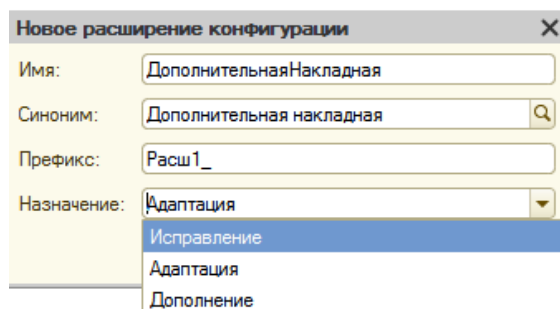 Новое расширение конфигурации
Имя: ДополнительнаяНакладная
Синоним: Дополнительная накладная
Префикс: Расш1_
Назначение: Адаптация
Исправление
Адаптация
Дополнение